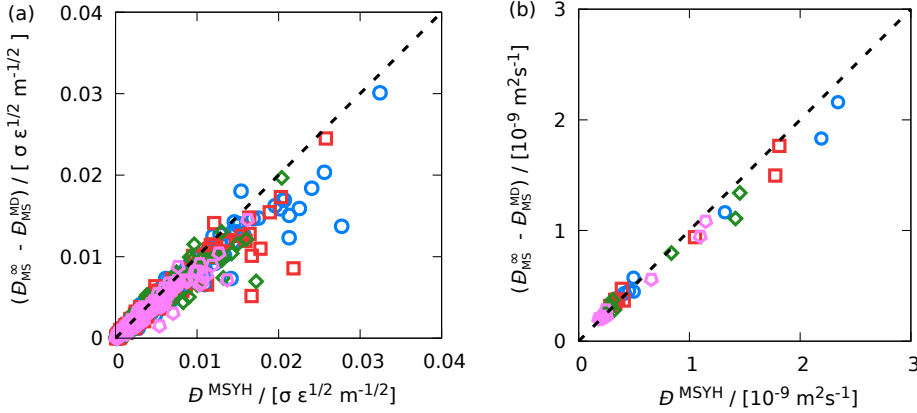 (a)
(Đ∞MS - ĐMDMS) / [ σ ε1/2 m-1/2]
0.04
0.03
0.02
0.01
0
0 0.01 0.02 0.03 0.04
Đ MSYH / [σ ε1/2 m-1/2]
(b)
(Đ∞MS - ĐMDMS) / [10-9 m2s-1]
3
2
1
0
0 1 2 3
Đ MSYH / [10-9 m2s-1]